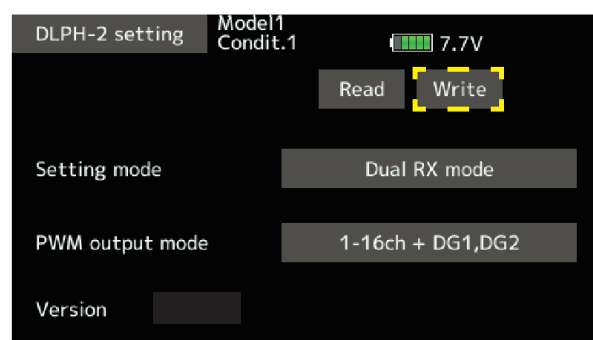 DLPH-2 setting
Model1
Condit.1
7.7V
Read
Write
Setting mode
Dual RX mode
PWM output mode
1-16ch + DG1,DG2
Version